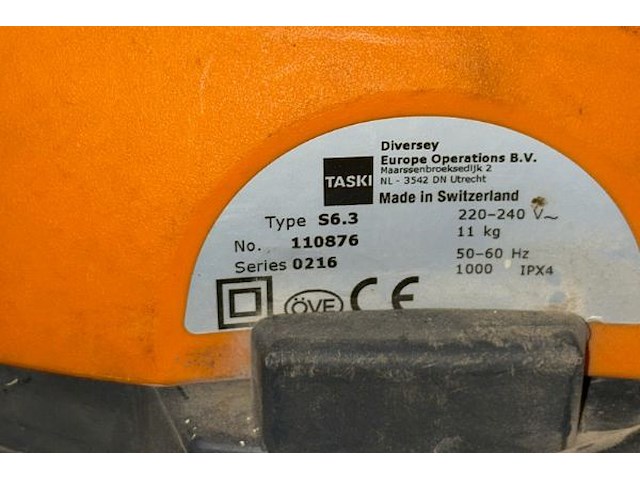 Diversey
Europe Operations B.V.
Maarssenbroeksedijk 2
NL - 3542 DN Utrecht
TASKI
Made in Switzerland
Type S6.3
220-240 V~
No. 110876
11 kg
Series 0216
50-60 Hz
1000 IPX4
ÖVE
CE